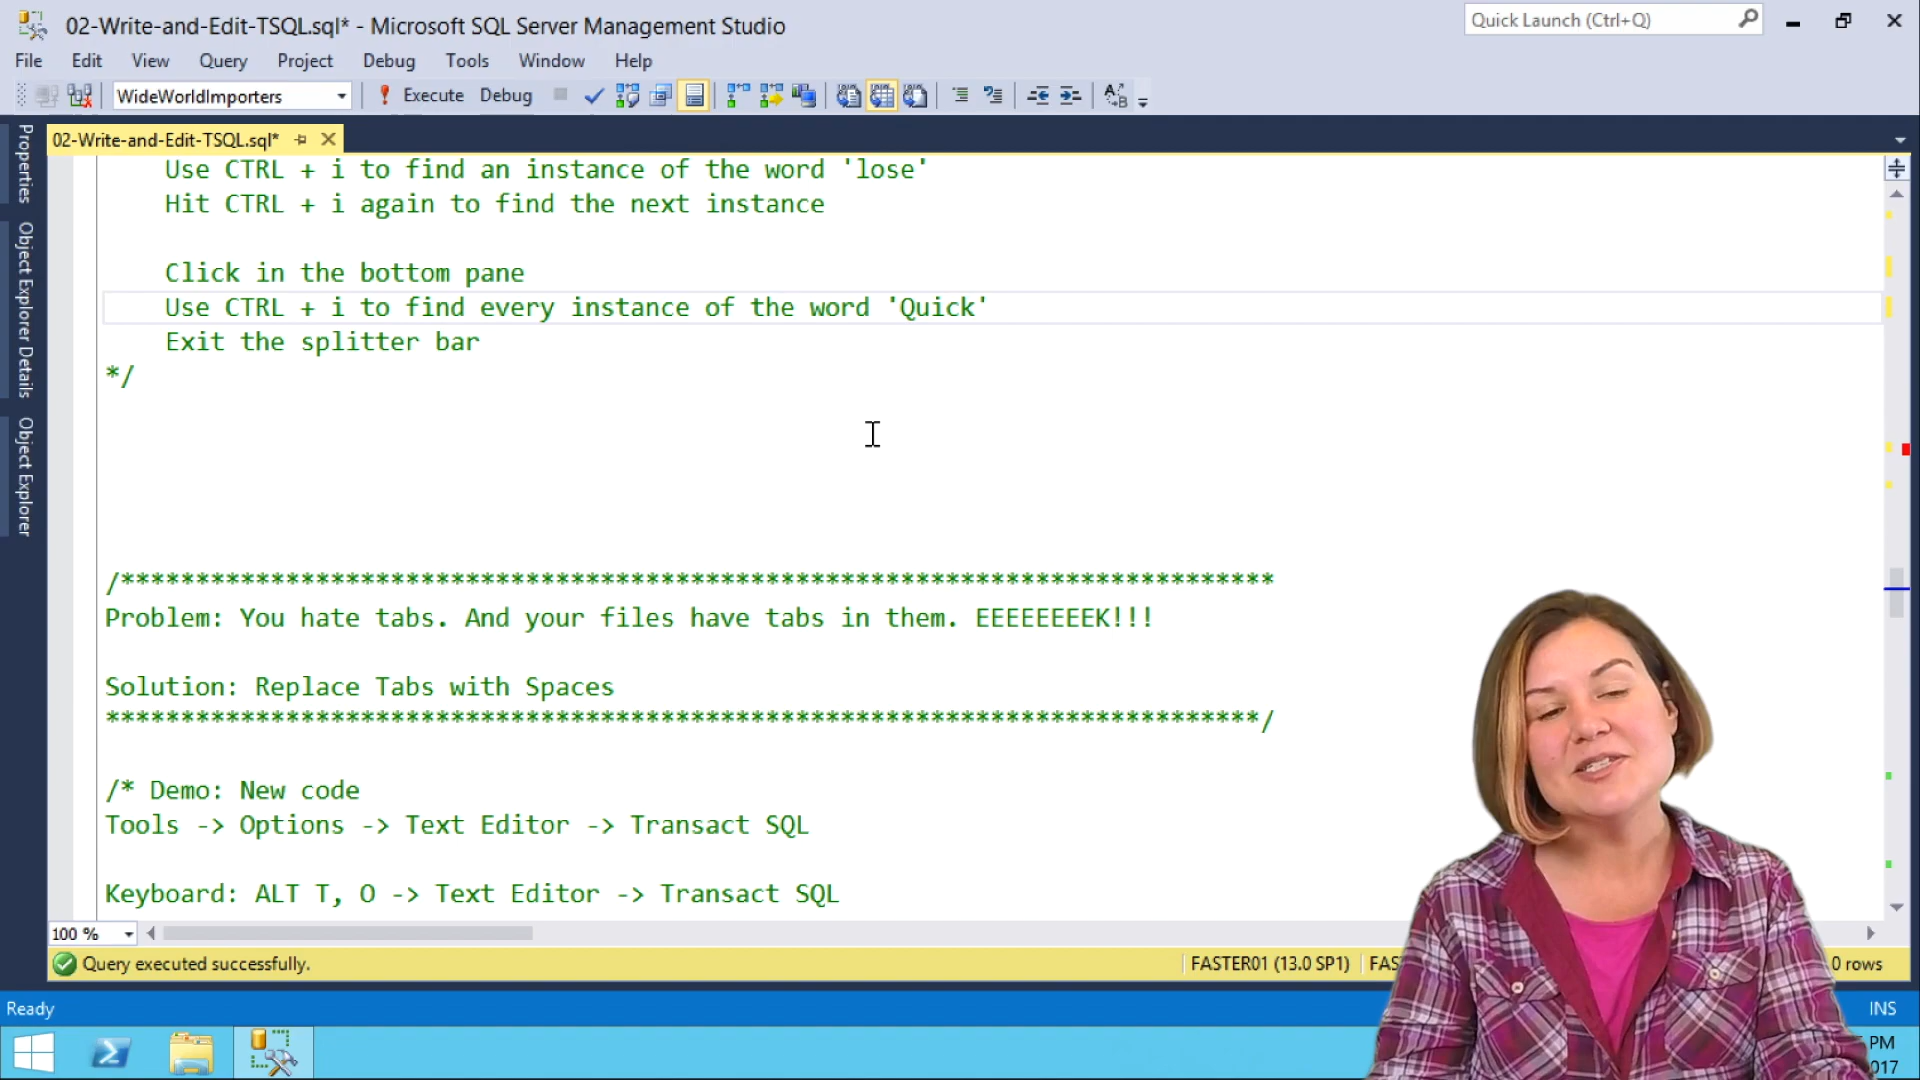 02-Write-and-Edit-TSQL.sql* - Microsoft SQL Server Management Studio
Quick Launch (Ctrl+Q)
File Edit View Query Project Debug Tools Window Help
WideWorldImporters
Execute Debug
02-Write-and-Edit-TSQL.sql*
Properties
Object Explorer Details
Object Explorer
Use CTRL + i to find an instance of the word 'lose'
Hit CTRL + i again to find the next instance
Click in the bottom pane
Use CTRL + i to find every instance of the word 'Quick'
Exit the splitter bar
*/
/*****************************************************************************
Problem: You hate tabs. And your files have tabs in them. EEEEEEEEK!!!
Solution: Replace Tabs with Spaces
*****************************************************************************/
/* Demo: New code
Tools -> Options -> Text Editor -> Transact SQL
Keyboard: ALT T, O -> Text Editor -> Transact SQL
100 %
Query executed successfully.
FASTER01 (13.0 SP1)
FAS
0 rows
Ready
INS
PM
017